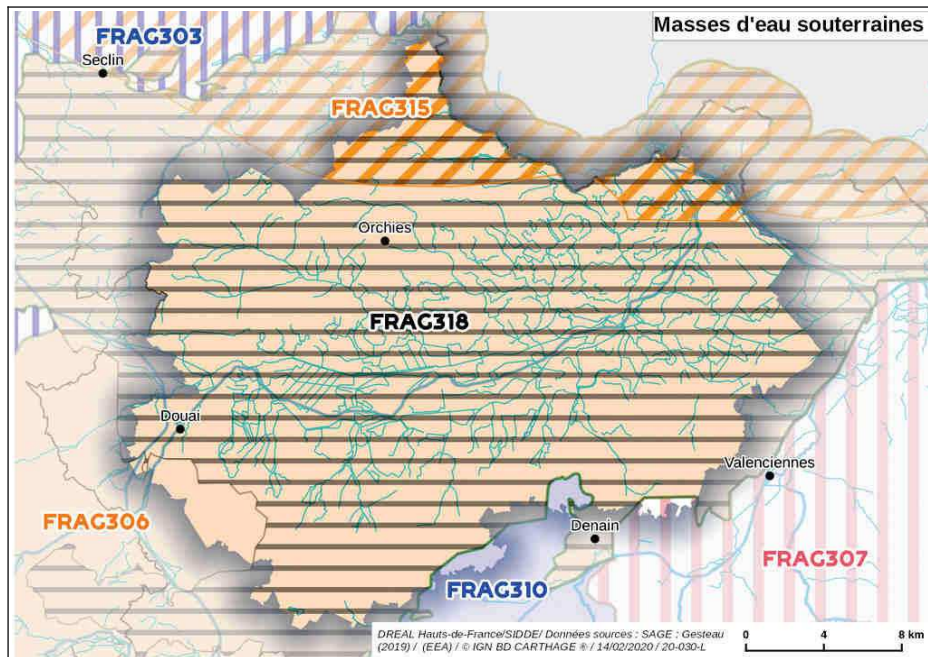 Masses d'eau souterraines
FRAG303
Seclin
FRAG315
Orchies
FRAG318
Douai
Valenciennes
FRAG306
Denain
FRAG307
FRAG310
DREAL Hauts-de-France/SIDDE/ Données sources : SAGE : Gesteau
(2019) / (EEA) / © IGN BD CARTHAGE ® / 14/02/2020 / 20-030-L
0 4 8 km